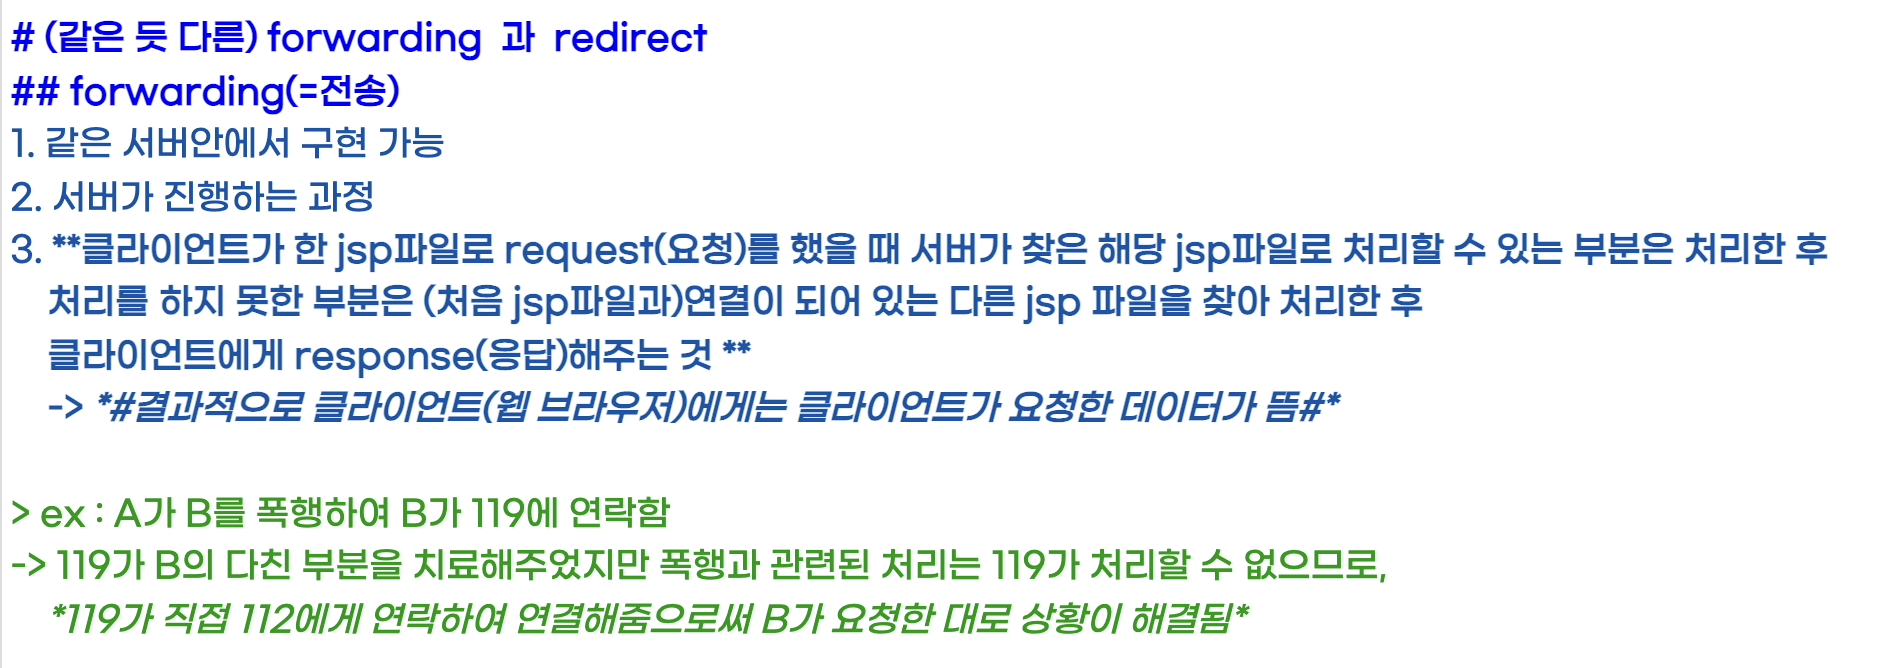 # (같은 듯 다른) forwarding 과 redirect
## forwarding(=전송)
1. 같은 서버안에서 구현 가능
2. 서버가 진행하는 과정
3. **클라이언트가 한 jsp파일로 request(요청)를 했을 때 서버가 찾은 해당 jsp파일로 처리할 수 있는 부분은 처리한 후
처리를 하지 못한 부분은 (처음 jsp파일과)연결이 되어 있는 다른 jsp 파일을 찾아 처리한 후
클라이언트에게 response(응답)해주는 것 **
-> *#결과적으로 클라이언트(웹 브라우저)에게는 클라이언트가 요청한 데이터가 뜸#*
> ex : A가 B를 폭행하여 B가 119에 연락함
-> 119가 B의 다친 부분을 치료해주었지만 폭행과 관련된 처리는 119가 처리할 수 없으므로,
*119가 직접 112에게 연락하여 연결해줌으로써 B가 요청한 대로 상황이 해결됨*